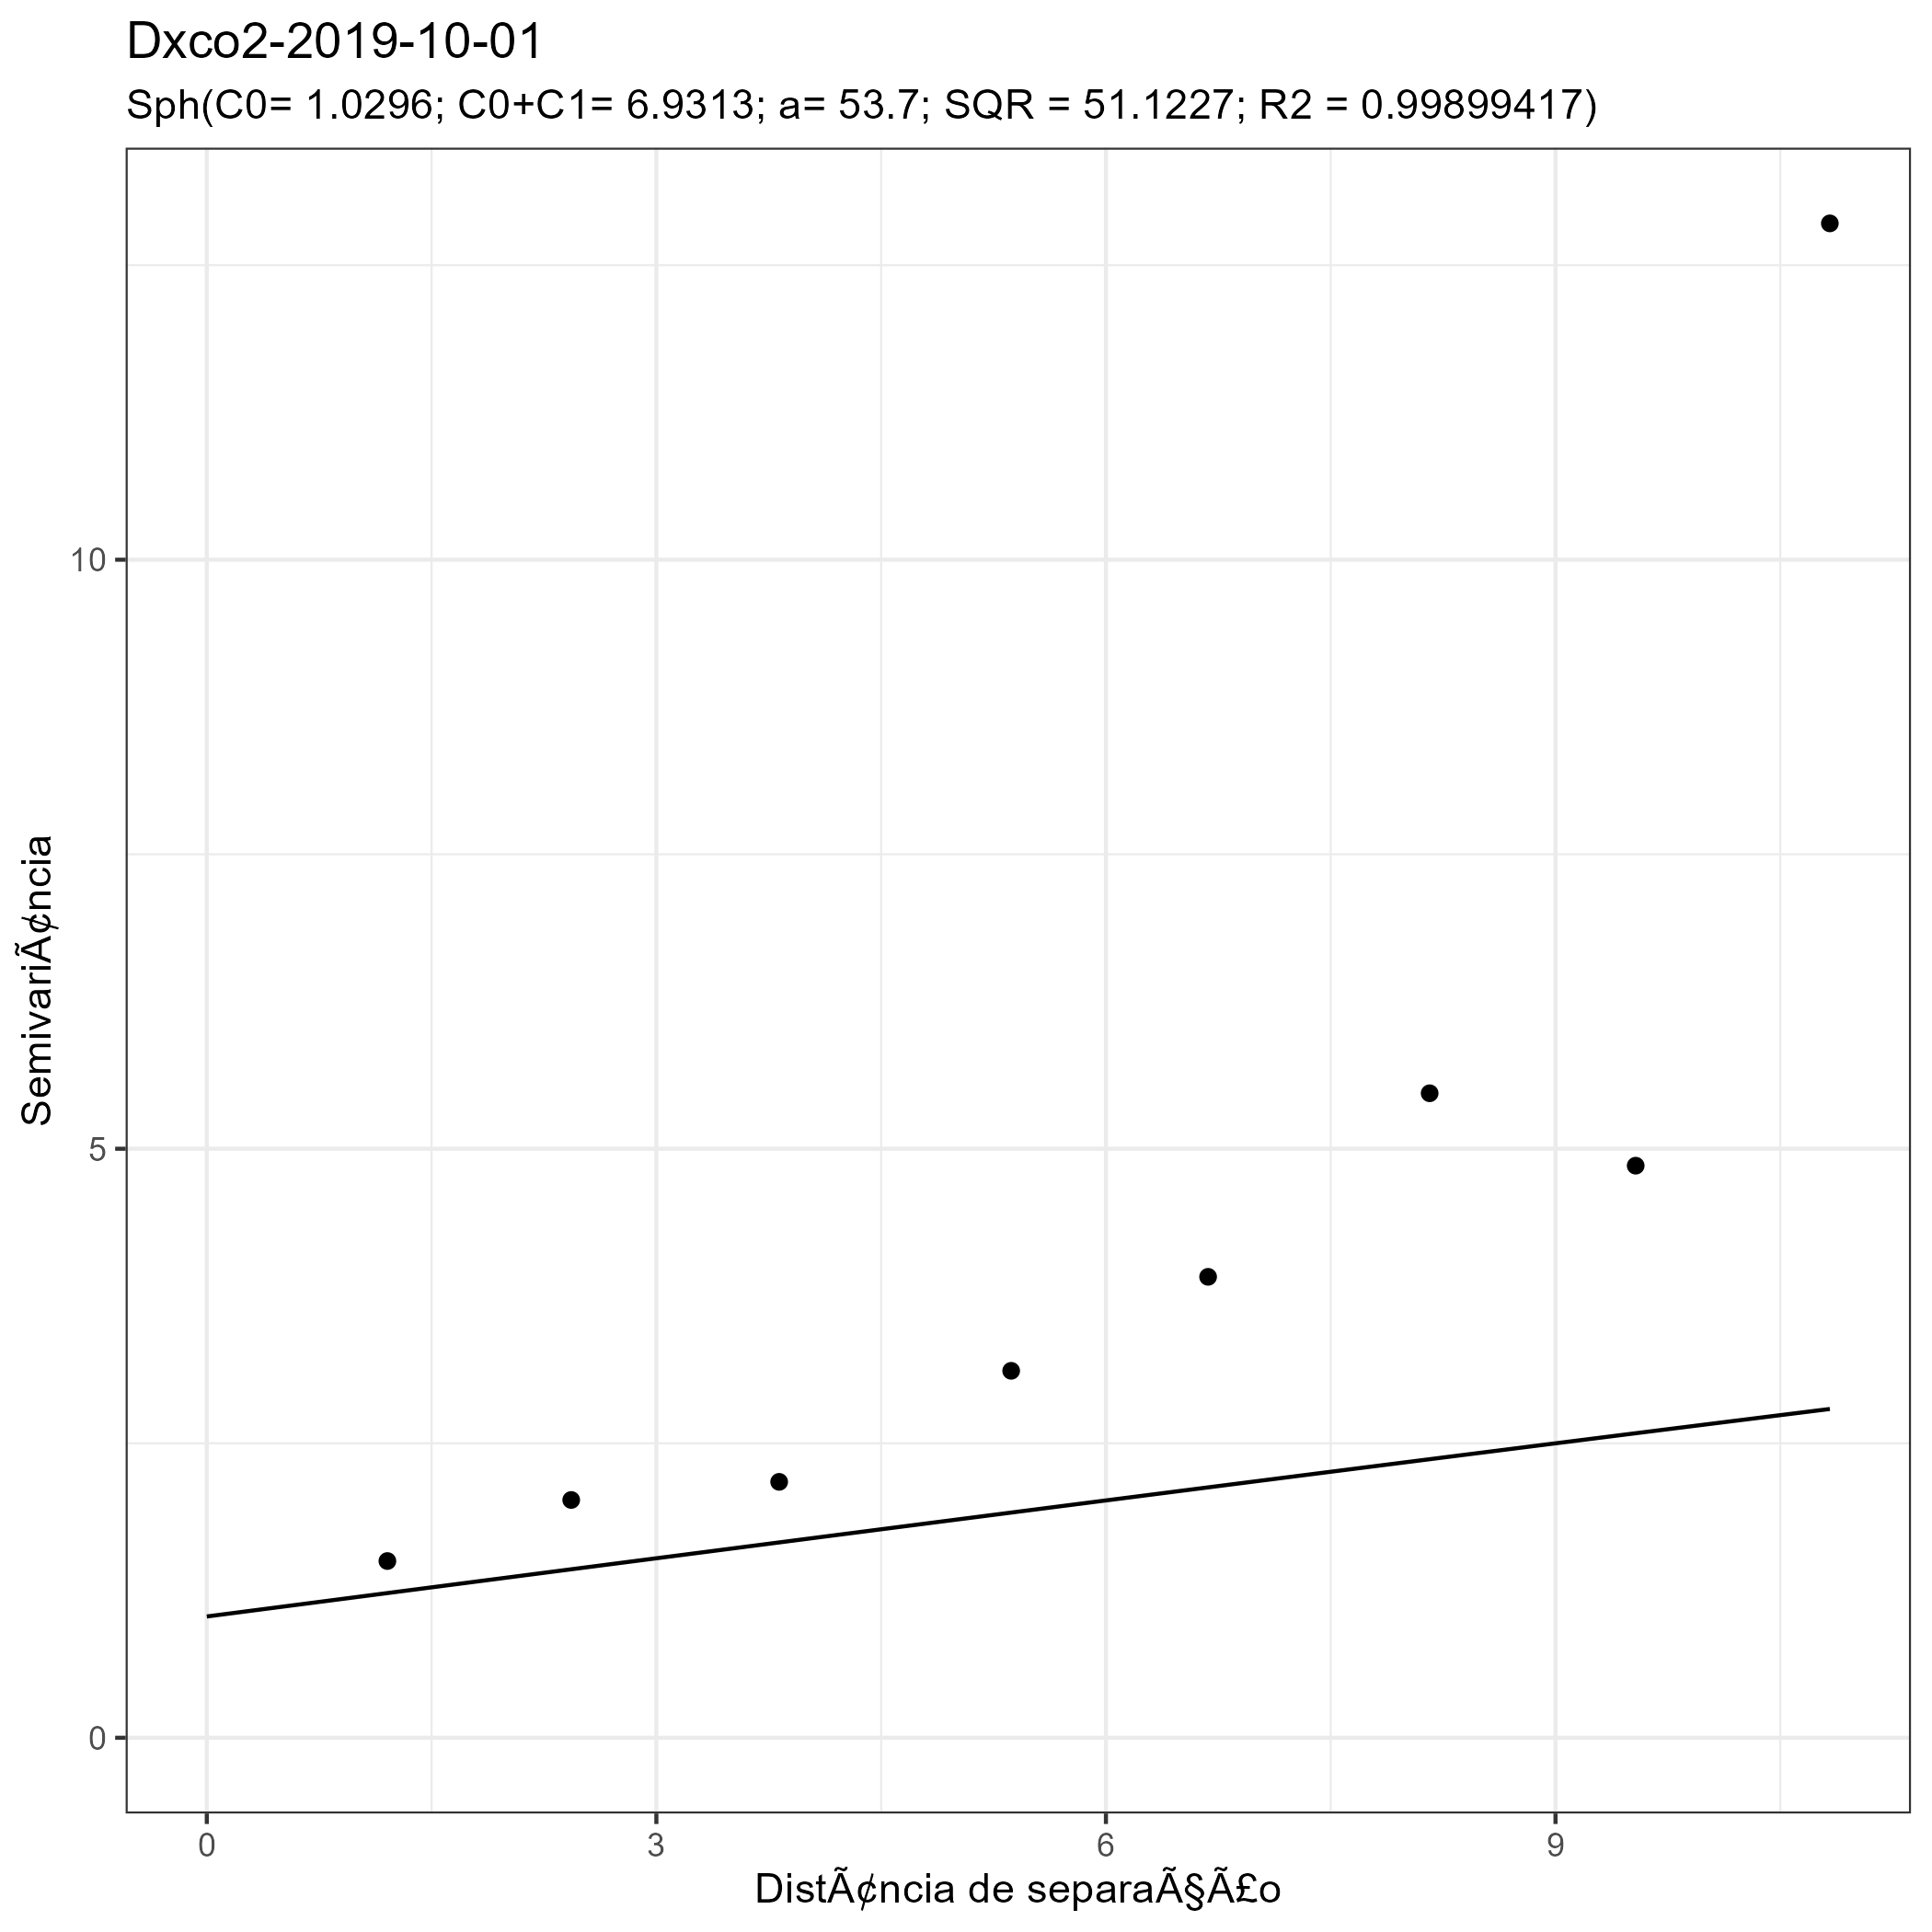 Dxco2-2019-10-01
Sph(C0= 1.0296; C0+C1= 6.9313; a= 53.7; SQR = 51.1227; R2 = 0.99899417)
SemivariÃ¢ncia
10
5
0
0 3 6 9
DistÃ¢ncia de separaÃ§Ã£o